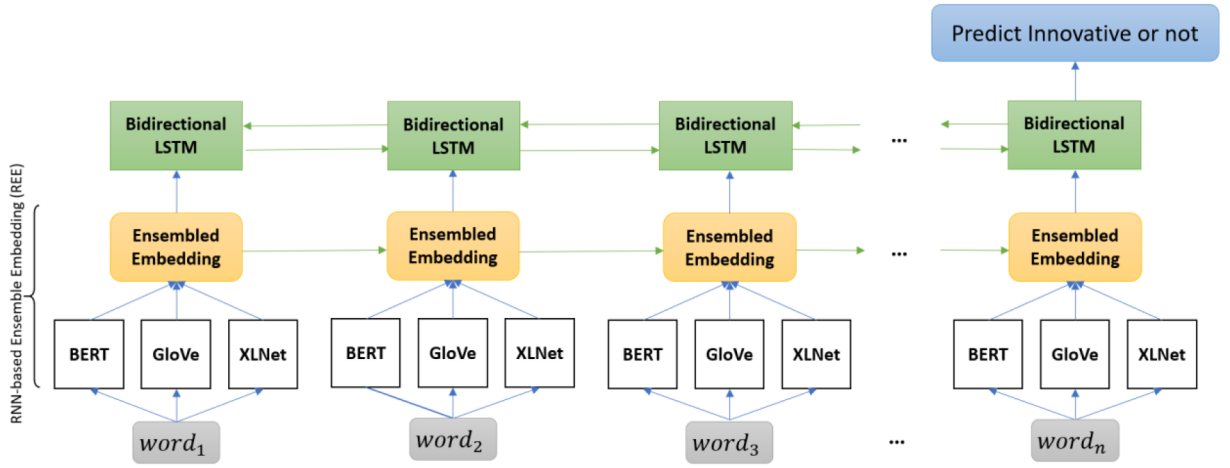 Predict Innovative or not
Bidirectional
LSTM
Bidirectional
LSTM
Bidirectional
LSTM
...
Bidirectional
LSTM
RNN-based Ensemble Embedding (REE)
Ensembled
Embedding
Ensembled
Embedding
Ensembled
Embedding
...
Ensembled
Embedding
BERT
GloVe
XLNet
BERT
GloVe
XLNet
BERT
GloVe
XLNet
BERT
GloVe
XLNet
word₁
word₂
word₃
...
wordₙ